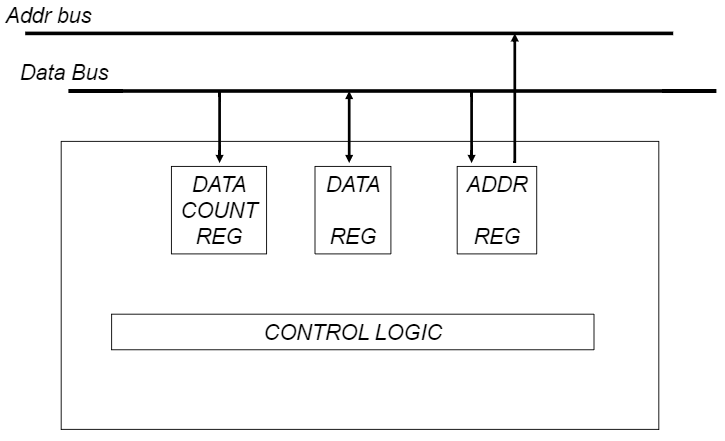 Addr bus
Data Bus
DATA
COUNT
REG
DATA
REG
ADDR
REG
CONTROL LOGIC